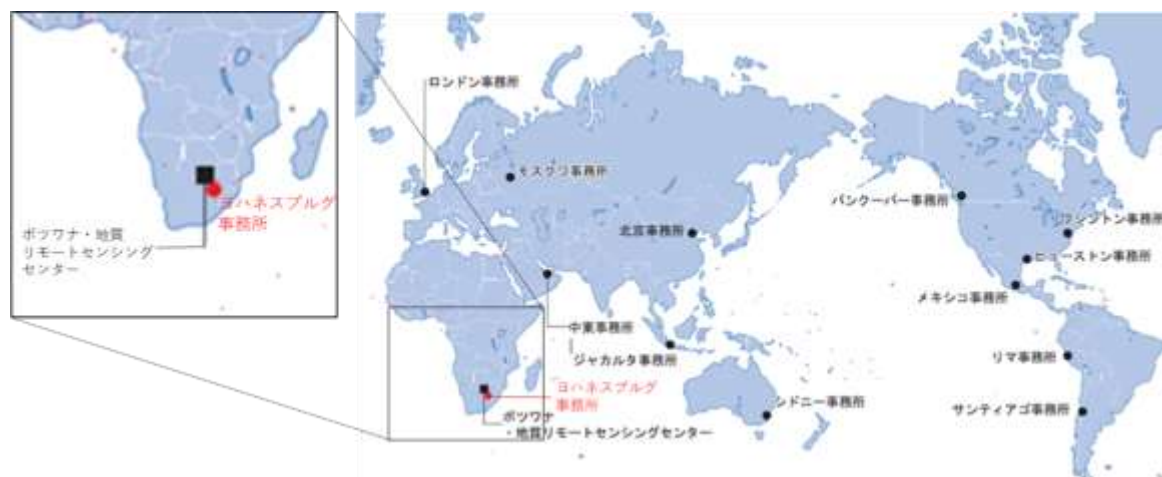 ヨハネスブルグ
事務所
ボツワナ・地質
リモートセンシング
センター
ロンドン事務所
モスクワ事務所
北京事務所
中東事務所
ジャカルタ事務所
ヨハネスブルグ
事務所
ボツワナ
・地質リモートセンシングセンター
シドニー事務所
バンクーバー事務所
ワシントン事務所
ヒューストン事務所
メキシコ事務所
リマ事務所
サンティアゴ事務所